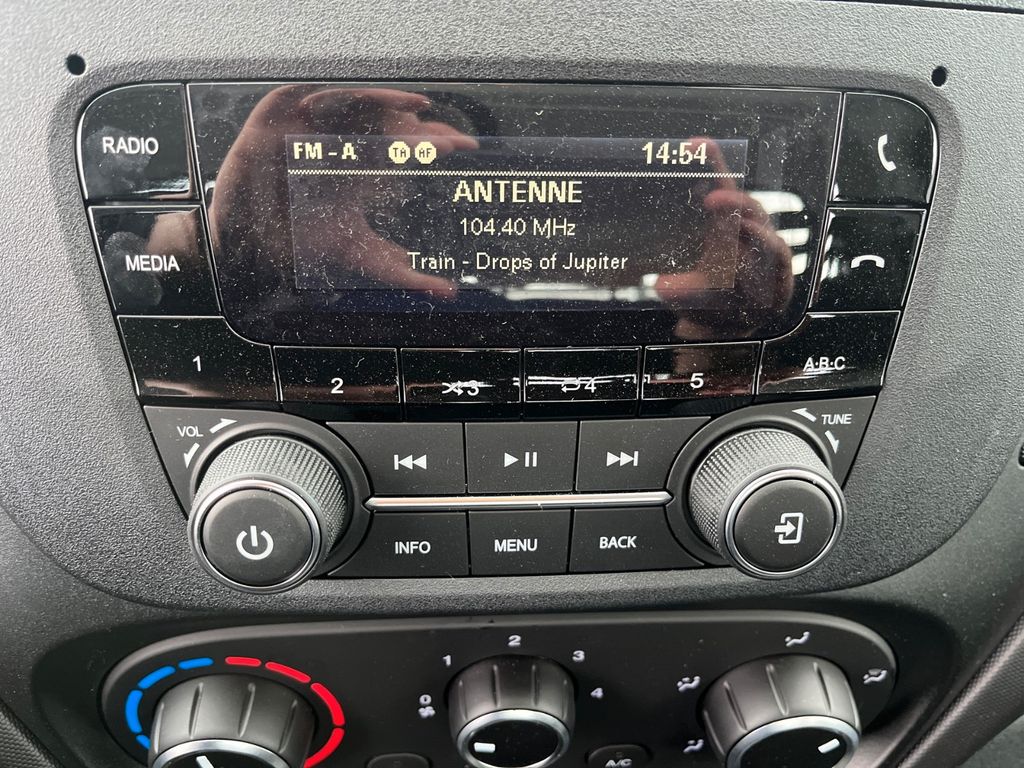 RADIO
FM - A TA AF 14:54
ANTENNE
104.40 MHz
Train - Drops of Jupiter
MEDIA
1 2 3 4 5 A·B·C
VOL TUNE
INFO MENU BACK
0 1 2 3 4
A/C